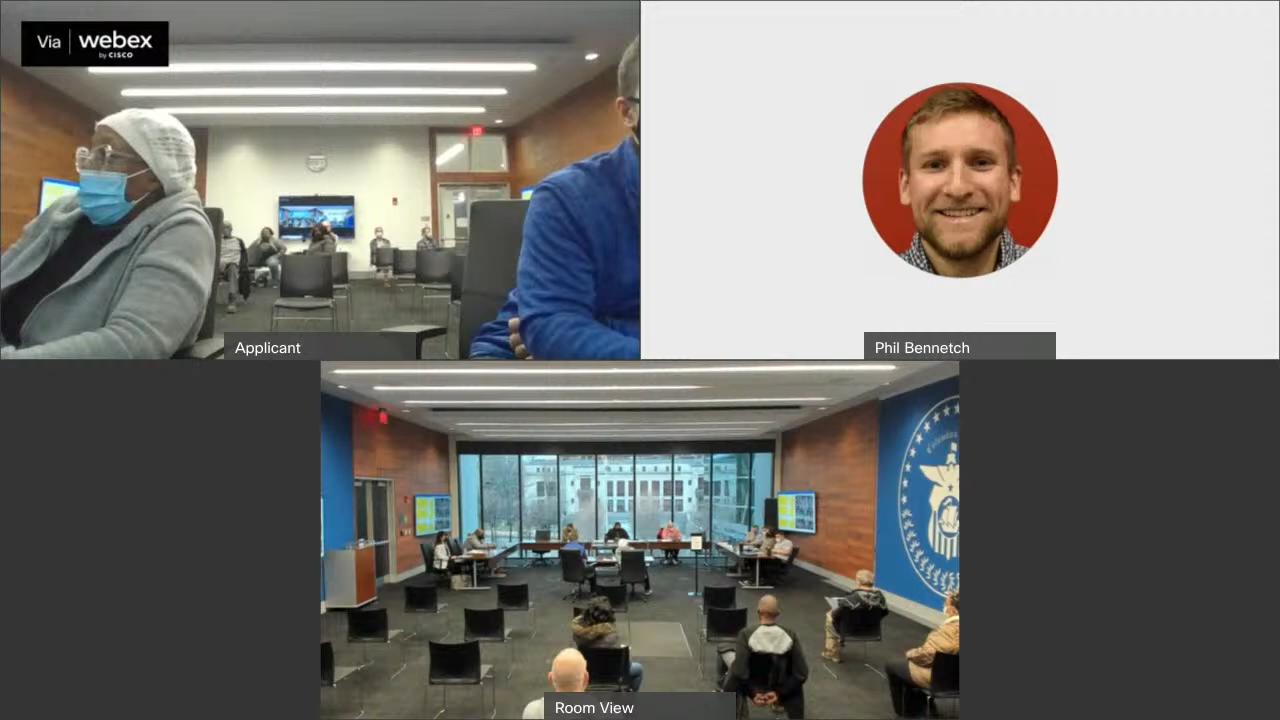 Via | webex
by CISCO
Applicant
Phil Bennetch
Room View